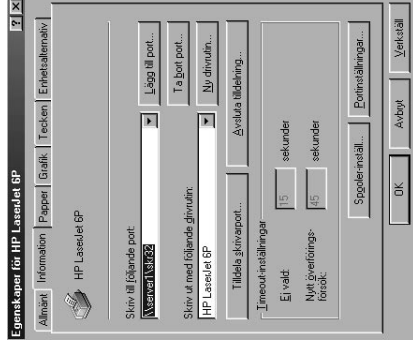 Egenskaper för HP LaserJet 6P
Allmänt Information Papper Grafik Tecken Enhetsalternativ
HP LaserJet 6P
Skriv till följande port:
\\server1\skr32
Lägg till port...
Ta bort port...
Skriv ut med följande drivrutin:
HP LaserJet 6P
Ny drivrutin...
Tilldela skrivarport...
Avsluta tilldelning...
Timeout-inställningar
Ej vald: 15 sekunder
Nytt överförings-
försök: 45 sekunder
Spooler-inställ...
Portinställningar...
OK Avbryt Verkställ